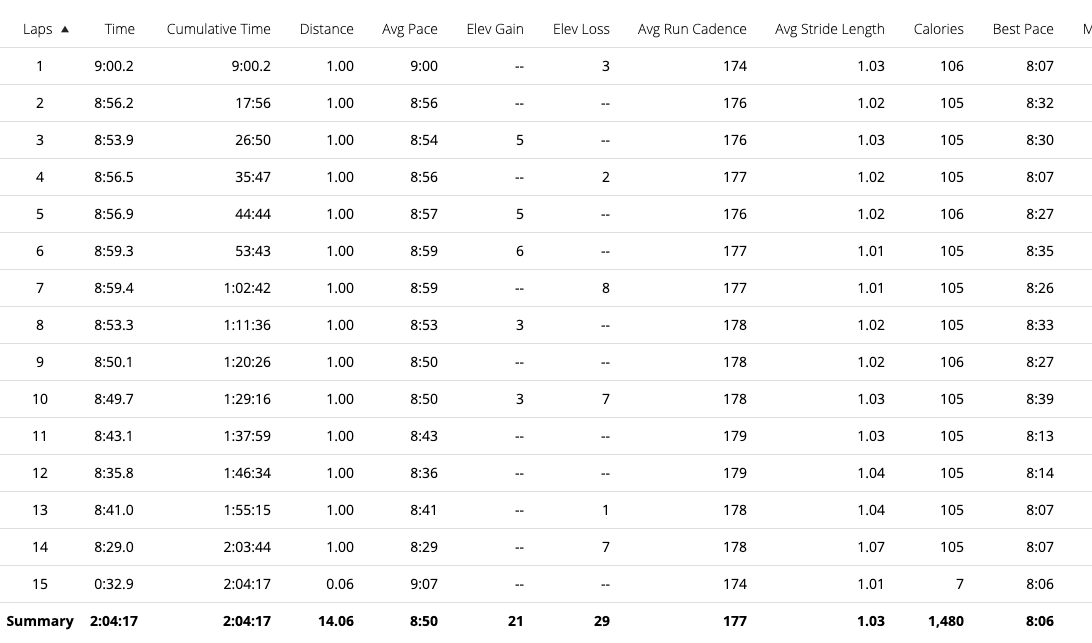 Laps ▲ Time Cumulative Time Distance Avg Pace Elev Gain Elev Loss Avg Run Cadence Avg Stride Length Calories Best Pace
1 9:00.2 9:00.2 1.00 9:00 -- 3 174 1.03 106 8:07
2 8:56.2 17:56 1.00 8:56 -- -- 176 1.02 105 8:32
3 8:53.9 26:50 1.00 8:54 5 -- 176 1.03 105 8:30
4 8:56.5 35:47 1.00 8:56 -- 2 177 1.02 105 8:07
5 8:56.9 44:44 1.00 8:57 5 -- 176 1.02 106 8:27
6 8:59.3 53:43 1.00 8:59 6 -- 177 1.01 105 8:35
7 8:59.4 1:02:42 1.00 8:59 -- 8 177 1.01 105 8:26
8 8:53.3 1:11:36 1.00 8:53 3 -- 178 1.02 105 8:33
9 8:50.1 1:20:26 1.00 8:50 -- -- 178 1.02 106 8:27
10 8:49.7 1:29:16 1.00 8:50 3 7 178 1.03 105 8:39
11 8:43.1 1:37:59 1.00 8:43 -- -- 179 1.03 105 8:13
12 8:35.8 1:46:34 1.00 8:36 -- -- 179 1.04 105 8:14
13 8:41.0 1:55:15 1.00 8:41 -- 1 178 1.04 105 8:07
14 8:29.0 2:03:44 1.00 8:29 -- 7 178 1.07 105 8:07
15 0:32.9 2:04:17 0.06 9:07 -- -- 174 1.01 7 8:06
Summary 2:04:17 2:04:17 14.06 8:50 21 29 177 1.03 1,480 8:06